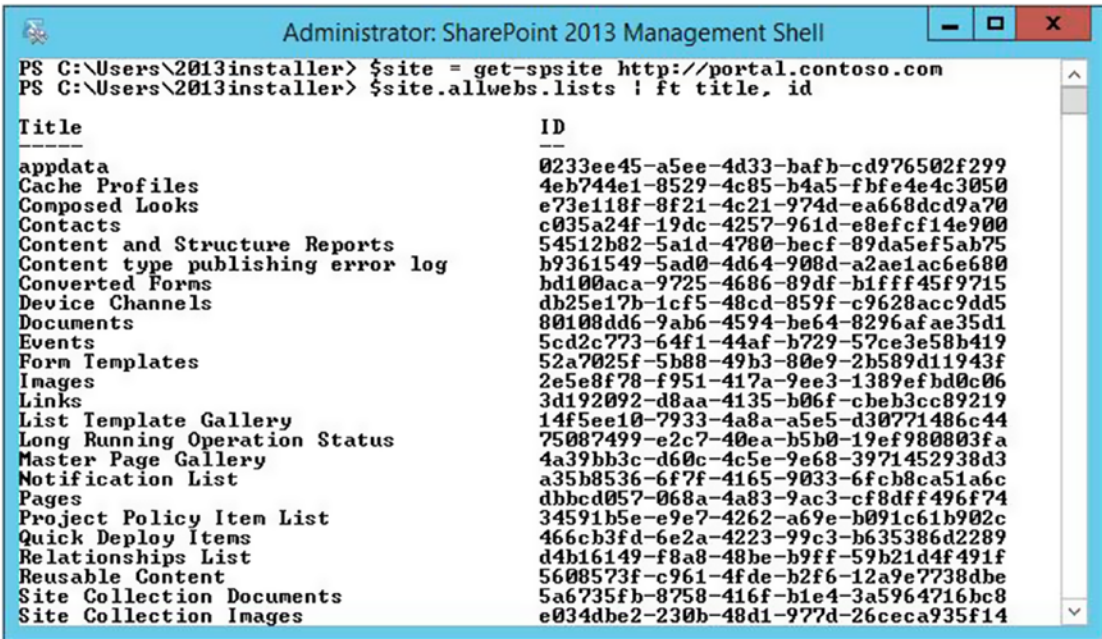 Administrator: SharePoint 2013 Management Shell
PS C:\Users\2013installer> $site = get-spsite http://portal.contoso.com
PS C:\Users\2013installer> $site.allwebs.lists | ft title, id
Title ID
----- --
appdata 0233ee45-a5ee-4d33-bafb-cd976502f299
Cache Profiles 4eb744e1-8529-4c85-b4a5-fbfe4e4c3050
Composed Looks e73e118f-8f21-4c21-974d-ea668dcd9a70
Contacts c035a24f-19dc-4257-961d-e8efcf14e900
Content and Structure Reports 54512b82-5a1d-4780-becf-89da5ef5ab75
Content type publishing error log b9361549-5ad0-4d64-908d-a2ae1ac6e680
Converted Forms bd100aca-9725-4686-89df-b1fff45f9715
Device Channels db25e17b-1cf5-48cd-859f-c9628acc9dd5
Documents 80108dd6-9ab6-4594-be64-8296afae35d1
Events 5cd2c773-64f1-44af-b729-57ce3e58b419
Form Templates 52a7025f-5b88-49b3-80e9-2b589d11943f
Images 2e5e8f78-f951-417a-9ee3-1389efbd0c06
Links 3d192092-d8aa-4135-b06f-cbeb3cc89219
List Template Gallery 14f5ee10-7933-4a8a-a5e5-d30771486c44
Long Running Operation Status 75087499-e2c7-40ea-b5b0-19ef980803fa
Master Page Gallery 4a39bb3c-d60c-4c5e-9e68-3971452938d3
Notification List a35b8536-6f7f-4165-9033-6fcb8ca51a6c
Pages dbbcd057-068a-4a83-9ac3-cf8dff496f74
Project Policy Item List 34591b5e-e9e7-4262-a69e-b091c61b902c
Quick Deploy Items 466cb3fd-6e2a-4223-99c3-b635386d2289
Relationships List d4b16149-f8a8-48be-b9ff-59b21d4f491f
Reusable Content 5608573f-c961-4fde-b2f6-12a9e7738dbe
Site Collection Documents 5a6735fb-8758-416f-b1e4-3a5964716bc8
Site Collection Images e034dbe2-230b-48d1-977d-26ceca935f14